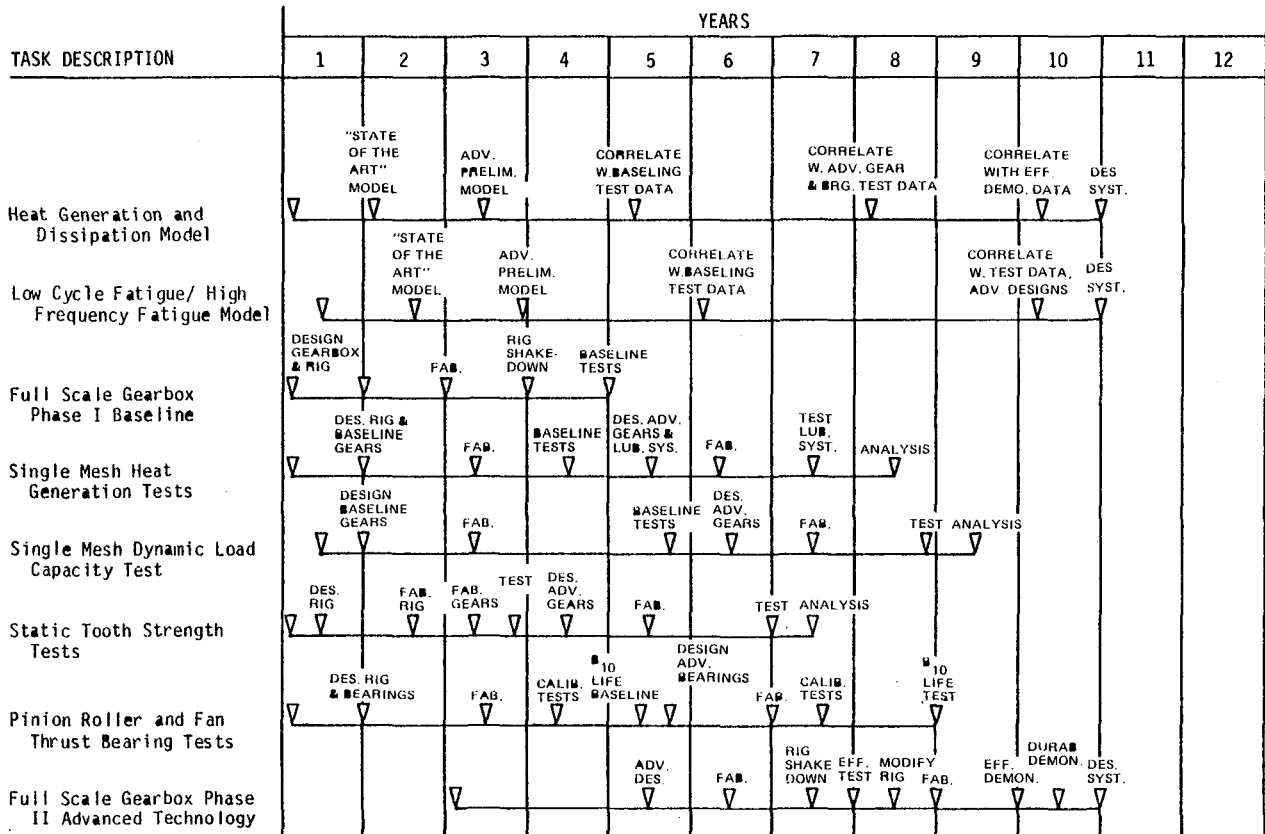 YEARS
TASK DESCRIPTION 1 2 3 4 5 6 7 8 9 10 11 12
"STATE
OF THE
ART"
MODEL
ADV.
PRELIM.
MODEL
CORRELATE
W.BASELING
TEST DATA
CORRELATE
W. ADV. GEAR
& BRG. TEST DATA
CORRELATE
WITH EFF.
DEMO. DATA
DES
SYST.
Heat Generation and
Dissipation Model
"STATE
OF THE
ART"
MODEL
ADV.
PRELIM.
MODEL
CORRELATE
W.BASELING
TEST DATA
CORRELATE
W. TEST DATA,
ADV. DESIGNS
DES
SYST.
Low Cycle Fatigue/ High
Frequency Fatigue Model
DESIGN
GEARBOX
& RIG
FAB.
RIG
SHAKE-
DOWN
BASELINE
TESTS
Full Scale Gearbox
Phase I Baseline
DES. RIG &
BASELINE
GEARS
FAB.
BASELINE
TESTS
DES. ADV.
GEARS &
LUB. SYS.
FAB.
TEST
LUB.
SYST.
ANALYSIS
Single Mesh Heat
Generation Tests
DESIGN
BASELINE
GEARS
FAB.
BASELINE
TESTS
DES.
ADV.
GEARS
FAB.
TEST ANALYSIS
Single Mesh Dynamic Load
Capacity Test
DES.
RIG
FAB.
RIG
FAB.
GEARS
TEST
DES.
ADV.
GEARS
FAB.
TEST ANALYSIS
Static Tooth Strength
Tests
DES. RIG
& BEARINGS
FAB.
CALIB.
TESTS
B10
LIFE
BASELINE
DESIGN
ADV.
BEARINGS
FAB.
CALIB.
TESTS
B10
LIFE
TEST
Pinion Roller and Fan
Thrust Bearing Tests
ADV.
DES.
FAB.
RIG
SHAKE
DOWN
EFF.
TEST
MODIFY
RIG
FAB.
EFF.
DEMON.
DURAB
DEMON.
DES.
SYST.
Full Scale Gearbox Phase
II Advanced Technology